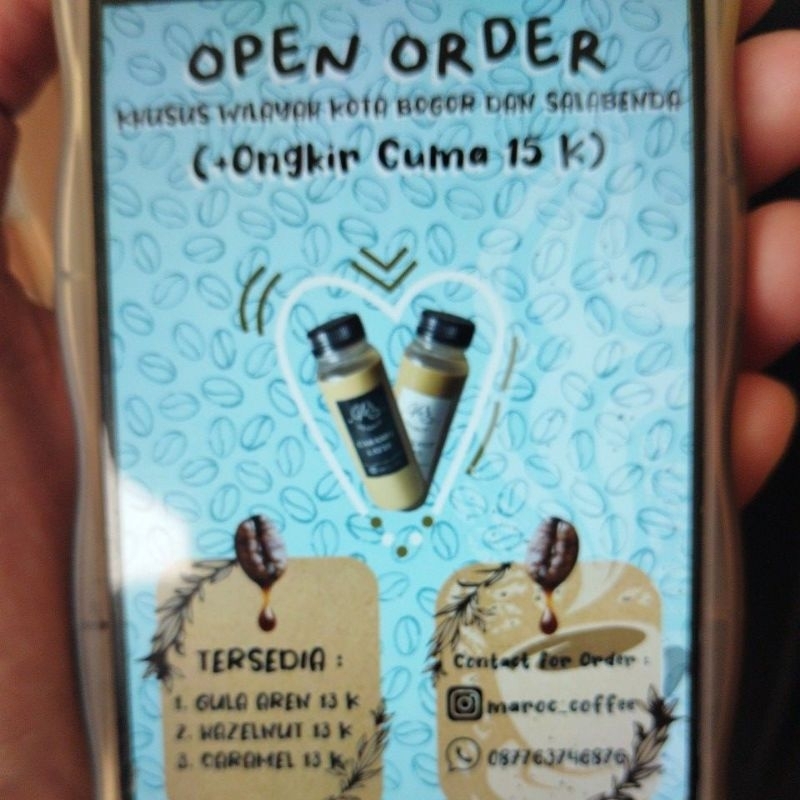 OPEN ORDER
KHUSUS WILAYAH KOTA BOGOR DAN SALABENDA
(+Ongkir Cuma 15 K)
TERSEDIA :
1. GULA AREN 13 K
2. HAZELNUT 13 K
3. CARAMEL 13 K
Contact for Order :
maroc_coffee
087763746876